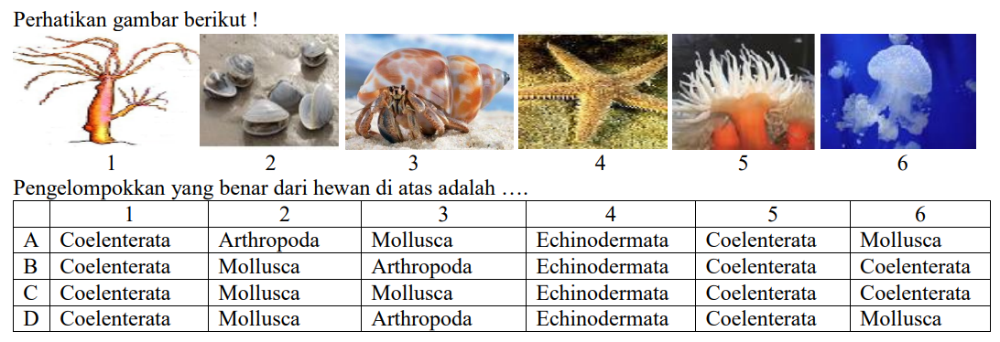 Perhatikan gambar berikut !
1 2 3 4 5 6
Pengelompokkan yang benar dari hewan di atas adalah ….
1 2 3 4 5 6
A Coelenterata Arthropoda Mollusca Echinodermata Coelenterata Mollusca
B Coelenterata Mollusca Arthropoda Echinodermata Coelenterata Coelenterata
C Coelenterata Mollusca Mollusca Echinodermata Coelenterata Coelenterata
D Coelenterata Mollusca Arthropoda Echinodermata Coelenterata Mollusca